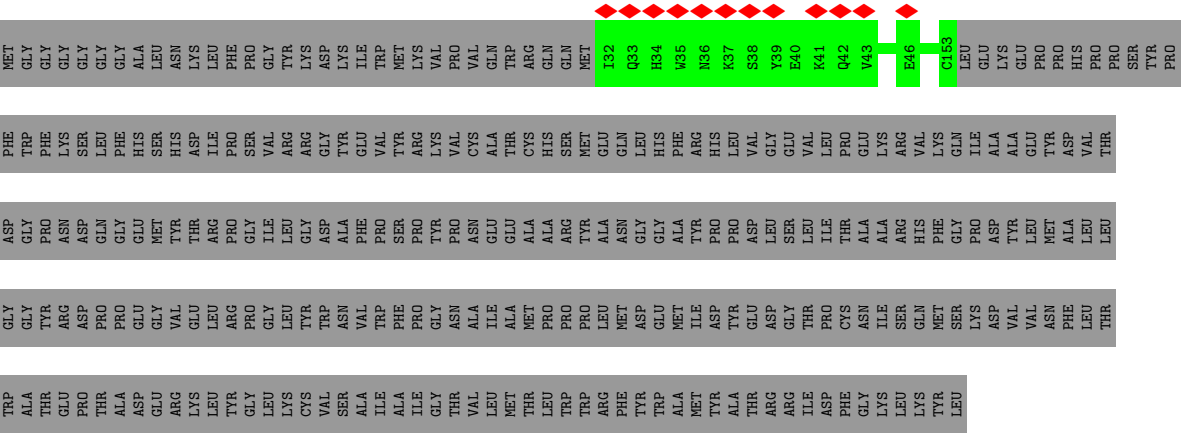 MET GLY GLY GLY GLY GLY ALA LEU ASN LYS LEU PHE PRO GLY TYR LYS ASP LYS ILE TRP MET LYS VAL PRO VAL GLN TRP ARG GLN GLN MET I32 Q33 H34 W35 N36 K37 S38 Y39 E40 K41 Q42 V43 E46 C153 LEU GLU LYS GLU PRO PRO HIS PRO PRO SER TYR PRO
PHE TRP PHE LYS SER LEU PHE HIS SER HIS ASP ILE PRO SER VAL ARG ARG GLY TYR GLU VAL TYR ARG LYS VAL CYS ALA THR CYS HIS SER MET GLU GLN LEU HIS PHE ARG HIS LEU VAL GLY GLU VAL LEU PRO GLU LYS ARG VAL LYS GLN ILE ALA ALA GLU TYR ASP VAL THR
ASP GLY PRO ASN ASP GLN GLY GLU MET TYR THR ARG PRO GLY ILE LEU GLY ASP ALA PHE PRO SER PRO TYR PRO ASN GLU GLU ALA ALA ARG TYR ALA ASN GLY GLY ALA TYR PRO PRO ASP LEU SER LEU ILE THR ALA ALA ARG HIS PHE GLY PRO ASP TYR LEU MET ALA LEU LEU
GLY GLY TYR ARG ASP PRO PRO GLU GLY VAL GLU LEU ARG PRO GLY LEU TYR TRP ASN VAL TRP PHE PRO GLY ASN ALA ILE ALA MET PRO PRO PRO LEU MET ASP GLU MET ILE ASP TYR GLU ASP GLY THR PRO CYS ASN ILE SER GLN MET SER LYS ASP VAL VAL ASN PHE LEU THR
TRP ALA THR GLU PRO THR ALA ASP GLU ARG LYS LEU TYR GLY LEU LYS CYS VAL SER ALA ILE ALA ILE GLY THR VAL LEU MET THR LEU TRP TRP ARG PHE TYR TRP ALA MET TYR ALA THR ARG ARG ILE ASP PHE GLY LYS LEU LYS TYR LEU